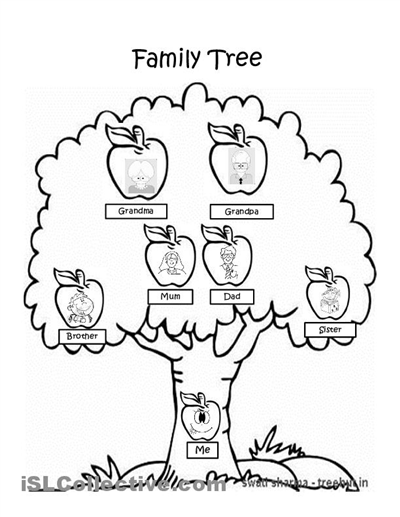 Family Tree
Grandma
Grandpa
Mum
Dad
Brother
Sister
Me
iSLCollective.com
swati sharma - treehut.in